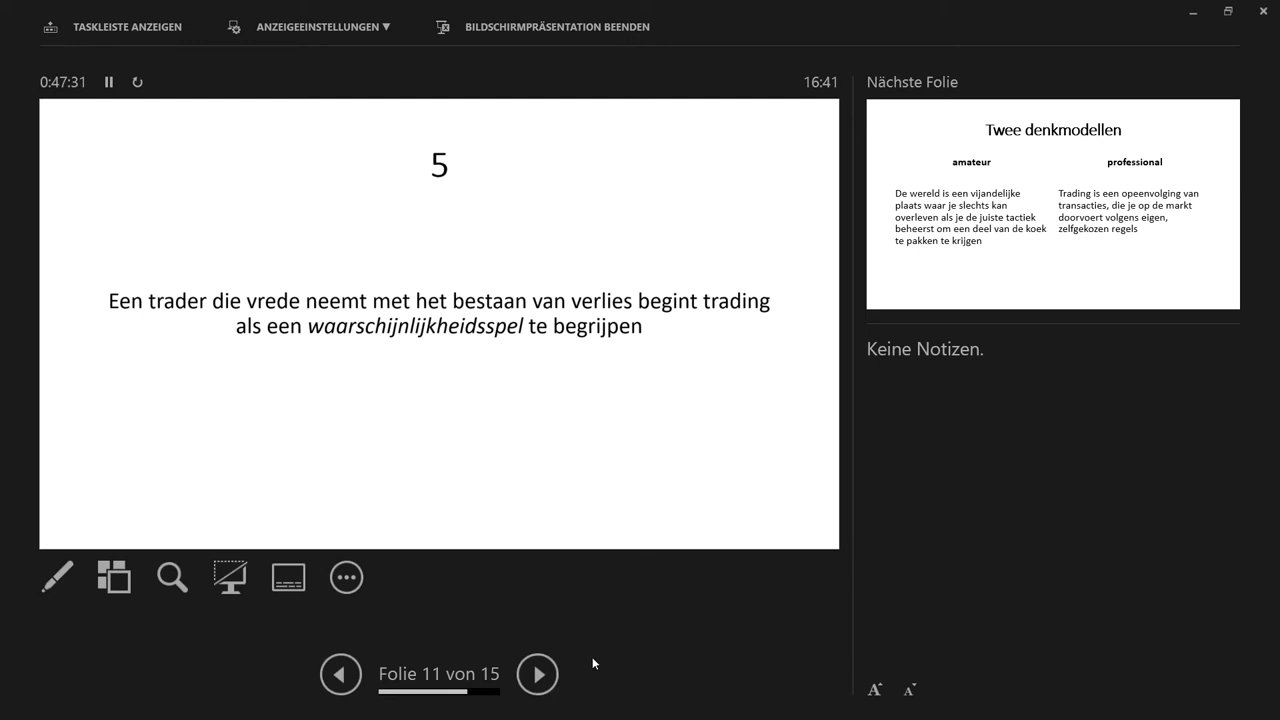 TASKLEISTE ANZEIGEN
ANZEIGEEINSTELLUNGEN ▼
BILDSCHIRMPRÄSENTATION BEENDEN
0:47:31
16:41
5
Een trader die vrede neemt met het bestaan van verlies begint trading
als een waarschijnlijkheidsspel te begrijpen
Folie 11 von 15
Nächste Folie
Twee denkmodellen
amateur
De wereld is een vijandelijke
plaats waar je slechts kan
overleven als je de juiste tactiek
beheerst om een deel van de koek
te pakken te krijgen
professional
Trading is een opeenvolging van
transacties, die je op de markt
doorvoert volgens eigen,
zelfgekozen regels
Keine Notizen.
A A